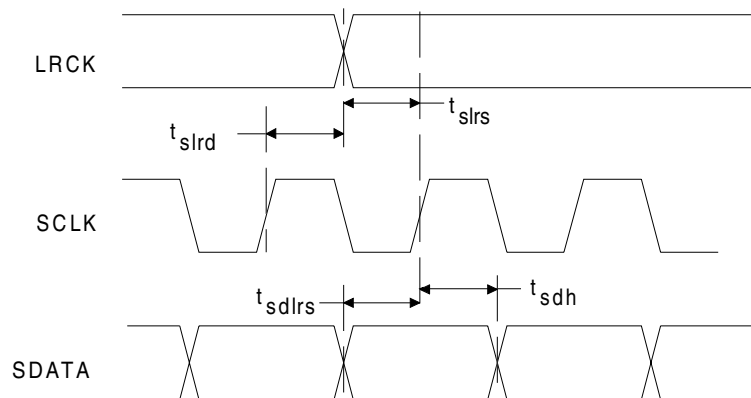 LRCK
t slrs
t slrd
SCLK
t sdlrs
t sdh
SDATA